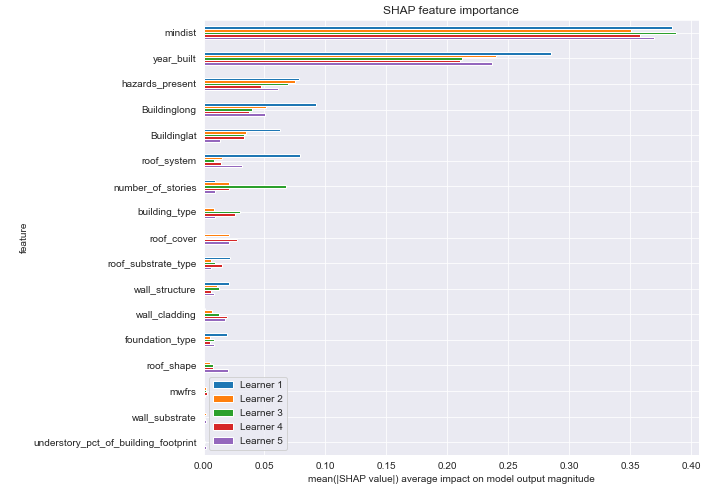 SHAP feature importance
mindist
year_built
hazards_present
Buildinglong
Buildinglat
roof_system
number_of_stories
building_type
roof_cover
roof_substrate_type
wall_structure
wall_cladding
foundation_type
roof_shape
mwfrs
wall_substrate
understory_pct_of_building_footprint
feature
Learner 1
Learner 2
Learner 3
Learner 4
Learner 5
0.00 0.05 0.10 0.15 0.20 0.25 0.30 0.35 0.40
mean(|SHAP value|) average impact on model output magnitude